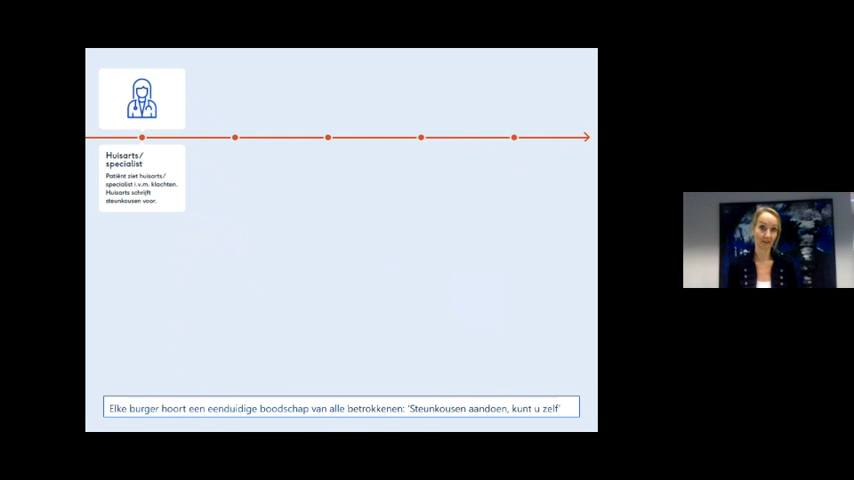 Huisarts/
specialist
Patiënt ziet huisarts/
specialist i.v.m. klachten.
Huisarts schrijft
steunkousen voor.
Elke burger hoort een eenduidige boodschap van alle betrokkenen: 'Steunkousen aandoen, kunt u zelf'